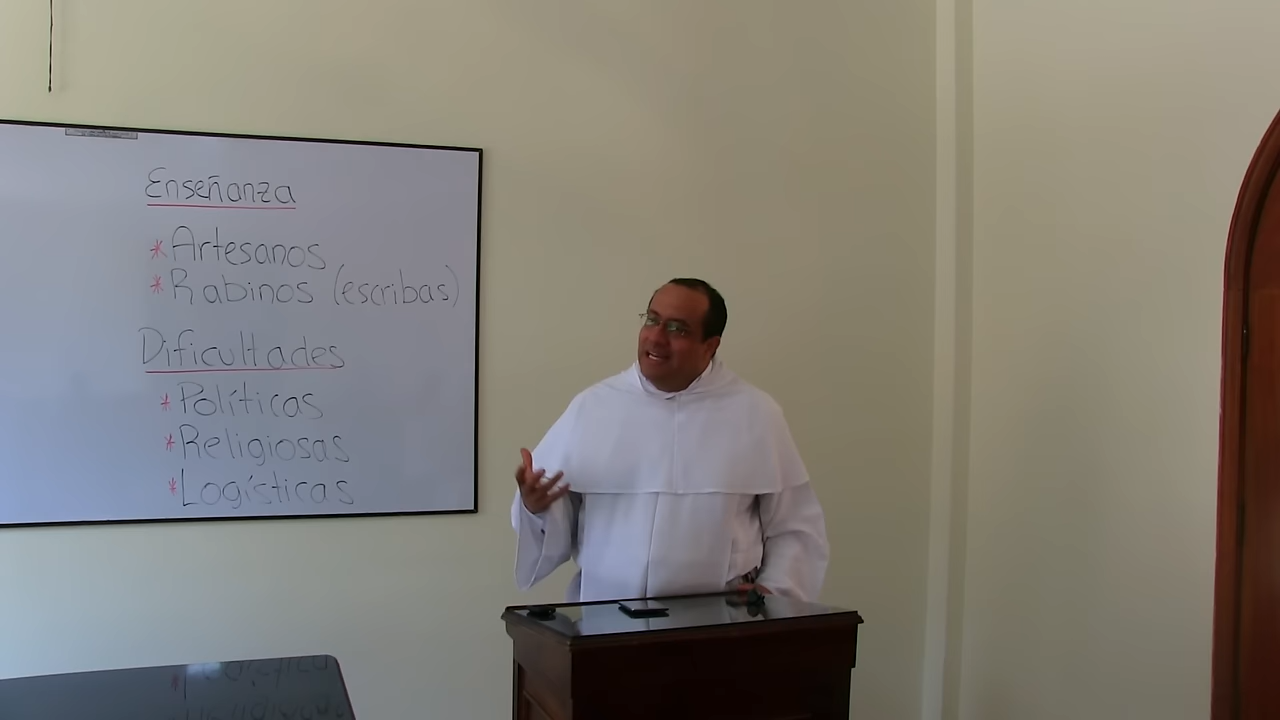 Enseñanza
*Artesanos
*Rabinos (escribas)
Dificultades
*Políticas
*Religiosas
*Logísticas